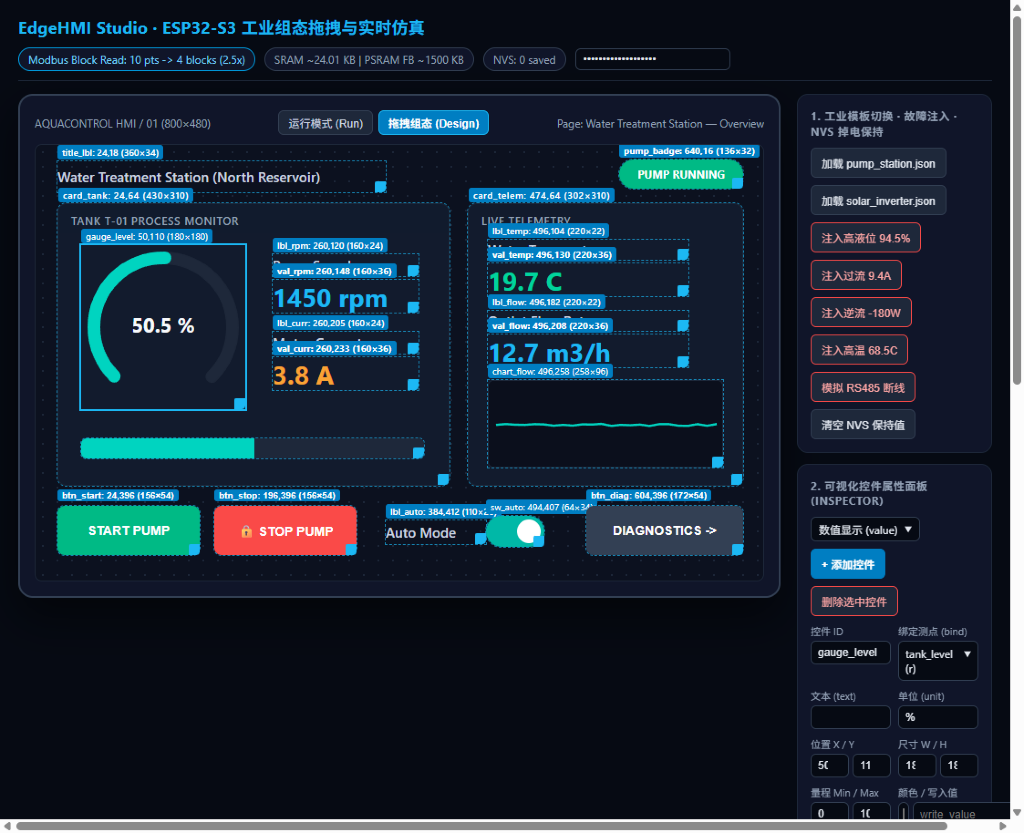 EdgeHMI Studio · ESP32-S3 工业组态拖拽与实时仿真
Modbus Block Read: 10 pts -> 4 blocks (2.5x)
SRAM ~24.01 KB | PSRAM FB ~1500 KB
NVS: 0 saved
AQUACONTROL HMI / 01 (800×480)
运行模式 (Run)
拖拽组态 (Design)
Page: Water Treatment Station — Overview
title_lbl: 24,18 (360×34)
pump_badge: 640,16 (136×32)
Water Treatment Station (North Reservoir)
PUMP RUNNING
card_tank: 24,64 (430×310)
card_telem: 474,64 (302×310)
TANK T-01 PROCESS MONITOR
LIVE TELEMETRY
gauge_level: 50,110 (180×180)
lbl_temp: 496,104 (220×22)
lbl_rpm: 260,120 (160×24)
val_temp: 496,130 (220×36)
val_rpm: 260,148 (160×36)
19.7 C
1450 rpm
lbl_flow: 496,182 (220×22)
50.5 %
lbl_curr: 260,205 (160×24)
val_flow: 496,208 (220×36)
val_curr: 260,233 (160×36)
12.7 m3/h
3.8 A
chart_flow: 496,258 (258×96)
btn_start: 24,396 (156×54)
btn_stop: 196,396 (156×54)
btn_diag: 604,396 (172×54)
lbl_auto: 384,412 (110×2
sw_auto: 494,407 (64×34)
START PUMP
🔒 STOP PUMP
Auto Mode
DIAGNOSTICS ->
1. 工业模板切换 · 故障注入 ·
NVS 掉电保持
加载 pump_station.json
加载 solar_inverter.json
注入高液位 94.5%
注入过流 9.4A
注入逆流 -180W
注入高温 68.5C
模拟 RS485 断线
清空 NVS 保持值
2. 可视化控件属性面板
(INSPECTOR)
数值显示 (value)
+ 添加控件
删除选中控件
控件 ID
绑定测点 (bind)
gauge_level
tank_level
(r)
文本 (text)
单位 (unit)
%
位置 X / Y
尺寸 W / H
量程 Min / Max
颜色 / 写入值
0
write_value